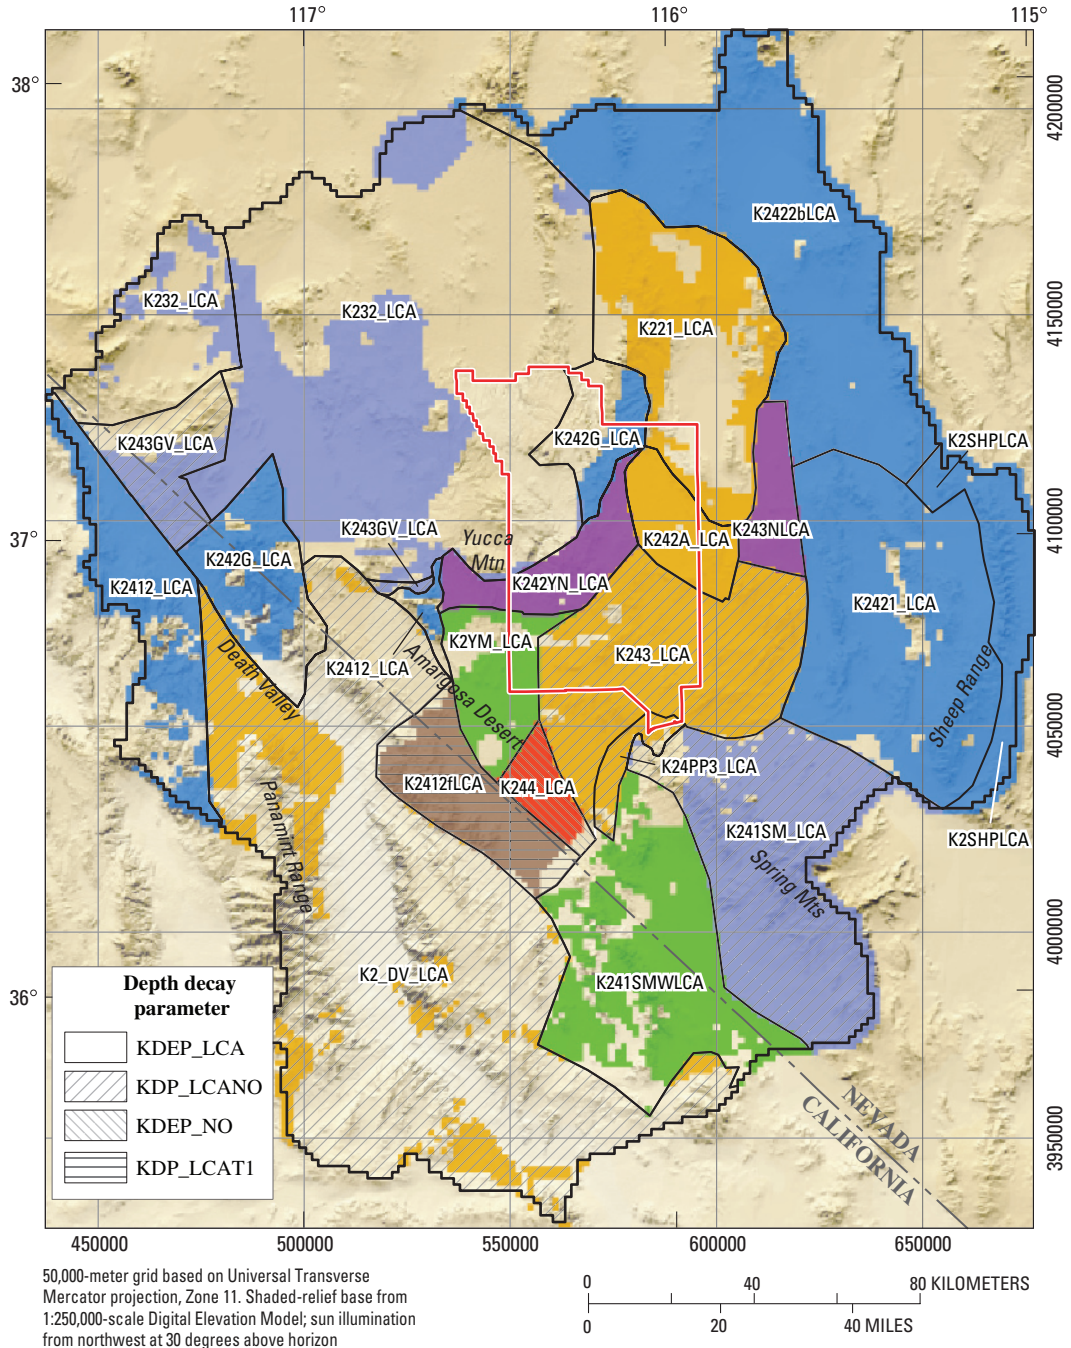 117°
116°
115°
38°
4200000
K2422bLCA
K232_LCA
K232_LCA
4150000
K221_LCA
K243GV_LCA
K242G_LCA
K2SHPLCA
37°
K243GV_LCA
Yucca
Mtn
K242A_LCA
K243NLCA
4100000
K242G_LCA
K2412_LCA
K242YN_LCA
K2421_LCA
K2YM_LCA
K243_LCA
K2412_LCA
Death Valley
Amargosa Desert
Sheep Range
4050000
K24PP3_LCA
K2412fLCA
K244_LCA
Panamint Range
K241SM_LCA
K2SHPLCA
Spring Mts
4000000
36°
K2_DV_LCA
K241SMWLCA
Depth decay
parameter
KDEP_LCA
KDP_LCANO
KDEP_NO
KDP_LCAT1
NEVADA
CALIFORNIA
3950000
450000
500000
550000
600000
650000
50,000-meter grid based on Universal Transverse
Mercator projection, Zone 11. Shaded-relief base from
1:250,000-scale Digital Elevation Model; sun illumination
from northwest at 30 degrees above horizon
0 40 80 KILOMETERS
0 20 40 MILES